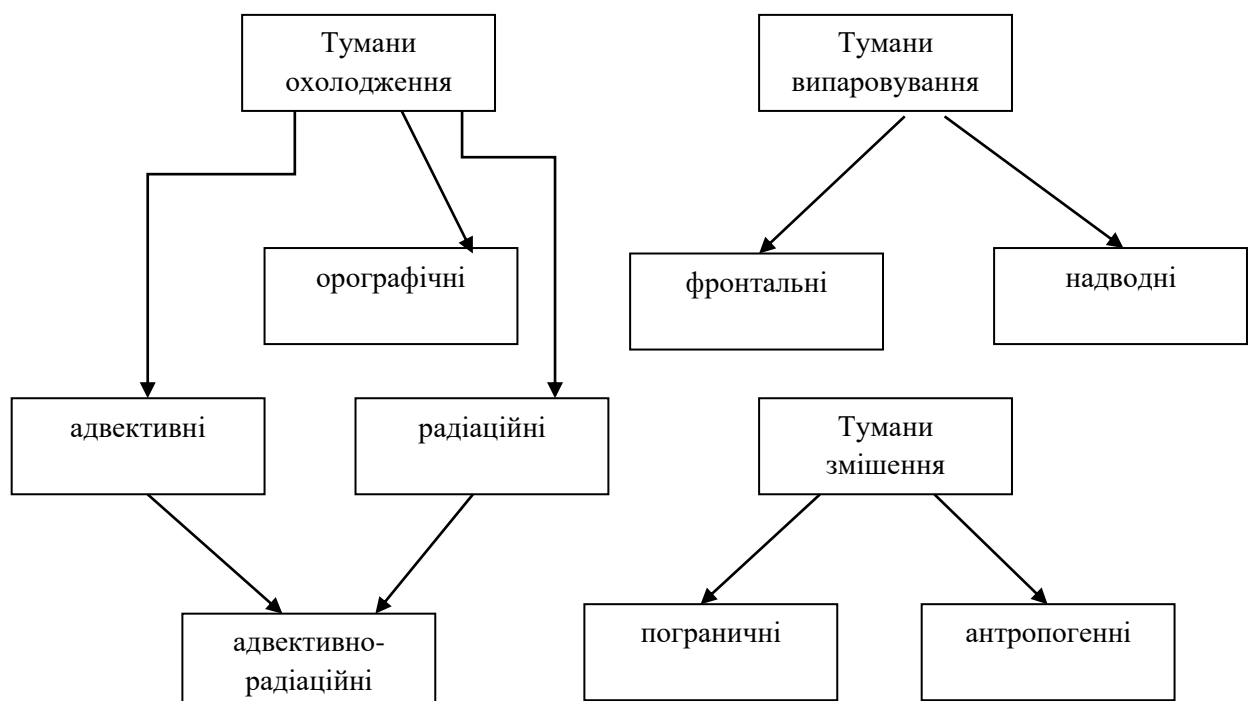 Тумани
охолодження
Тумани
випаровування
орографічні
фронтальні
надводні
адвективні
радіаційні
Тумани
змішення
адвективно-
радіаційні
пограничні
антропогенні